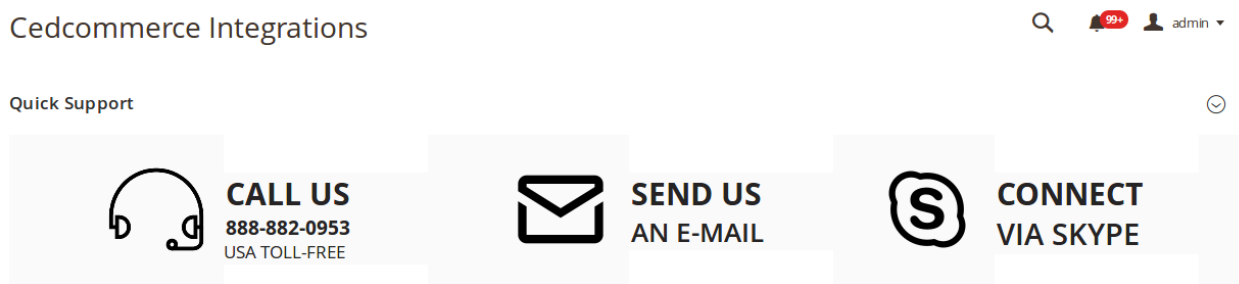 Cedcommerce Integrations
99+
admin
Quick Support
CALL US
888-882-0953
USA TOLL-FREE
SEND US
AN E-MAIL
S
CONNECT
VIA SKYPE